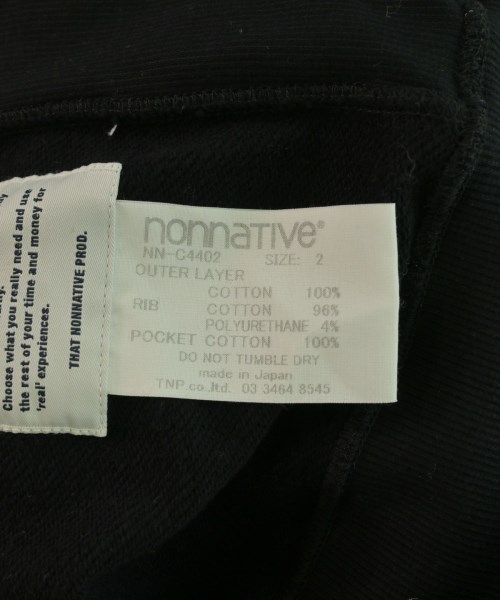 nonnative®
NN-C4402 SIZE: 2
OUTER LAYER
COTTON 100%
RIB COTTON 96%
POLYURETHANE 4%
POCKET COTTON 100%
DO NOT TUMBLE DRY
made in Japan
TNP.co.,ltd. 03 3464 8545
Choose what you really need and use
the rest of your time and money for
'real' experiences.
THAT NONNATIVE PROD.